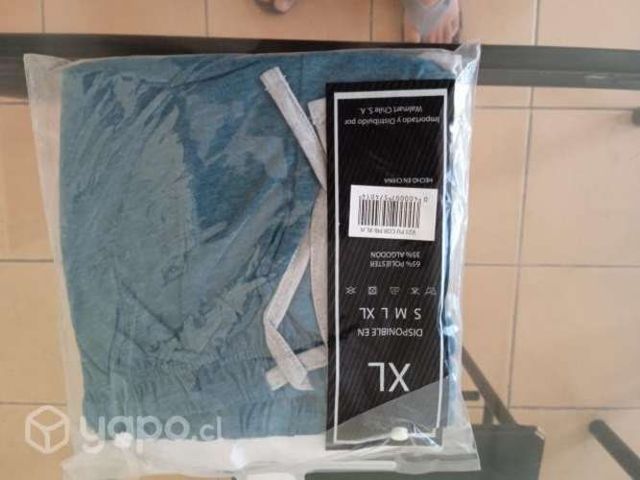 XL
DISPONIBLE EN
S M L XL
65% POLIESTER
35% ALGODON
HECHO EN CHINA
Importado y Distribuido por
Walmart Chile S.A.
yapo.cl